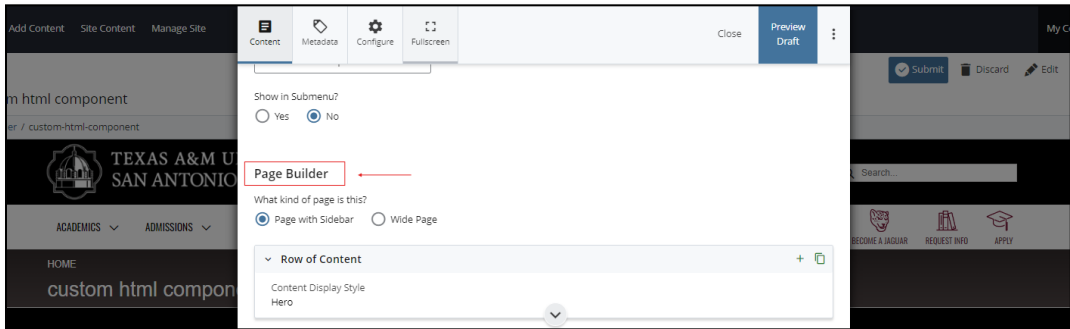 Add Content Site Content Manage Site
Content Metadata Configure Fullscreen
Close
Preview Draft
My C
Submit Discard Edit
m html component
er / custom-html-component
Show in Submenu?
Yes No
TEXAS A&M U
SAN ANTONIO
Search...
Page Builder
What kind of page is this?
Page with Sidebar Wide Page
ACADEMICS ADMISSIONS
BECOME A JAGUAR REQUEST INFO APPLY
Row of Content
HOME
custom html compon
Content Display Style
Hero